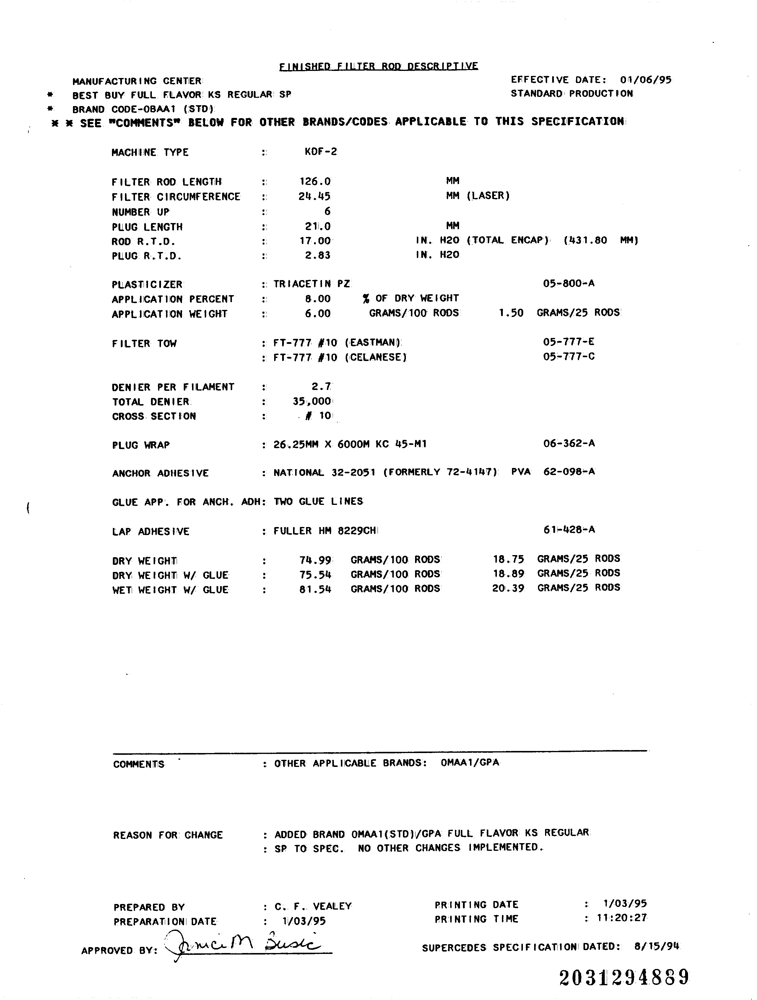 FINISHED FILTER ROD DESCRIPTIVE
MANUFACTURING CENTER EFFECTIVE DATE: 01/06/95
* BEST BUY FULL FLAVOR KS REGULAR SP STANDARD PRODUCTION
* BRAND CODE-OBAA1 (STD)
* * SEE "COMMENTS" BELOW FOR OTHER BRANDS/CODES APPLICABLE TO THIS SPECIFICATION
MACHINE TYPE : KDF-2
FILTER ROD LENGTH : 126.0 MM
FILTER CIRCUMFERENCE : 24.45 MM (LASER)
NUMBER UP : 6
PLUG LENGTH : 21.0 MM
ROD R.T.D. : 17.00 IN. H2O (TOTAL ENCAP) (431.80 MM)
PLUG R.T.D. : 2.83 IN. H2O
PLASTICIZER : TRIACETIN PZ 05-800-A
APPLICATION PERCENT : 8.00 % OF DRY WEIGHT
APPLICATION WEIGHT : 6.00 GRAMS/100 RODS 1.50 GRAMS/25 RODS
FILTER TOW : FT-777 #10 (EASTMAN) 05-777-E
: FT-777 #10 (CELANESE) 05-777-C
DENIER PER FILAMENT : 2.7
TOTAL DENIER : 35,000
CROSS SECTION : # 10
PLUG WRAP : 26.25MM X 6000M KC 45-M1 06-362-A
ANCHOR ADHESIVE : NATIONAL 32-2051 (FORMERLY 72-4147) PVA 62-098-A
GLUE APP. FOR ANCH. ADH: TWO GLUE LINES
LAP ADHESIVE : FULLER HM 8229CH 61-428-A
DRY WEIGHT : 74.99 GRAMS/100 RODS 18.75 GRAMS/25 RODS
DRY WEIGHT W/ GLUE : 75.54 GRAMS/100 RODS 18.89 GRAMS/25 RODS
WET WEIGHT W/ GLUE : 81.54 GRAMS/100 RODS 20.39 GRAMS/25 RODS
COMMENTS : OTHER APPLICABLE BRANDS: OMAA1/GPA
REASON FOR CHANGE : ADDED BRAND OMAA1(STD)/GPA FULL FLAVOR KS REGULAR
: SP TO SPEC. NO OTHER CHANGES IMPLEMENTED.
PREPARED BY : C. F. VEALEY PRINTING DATE : 1/03/95
PREPARATION DATE : 1/03/95 PRINTING TIME : 11:20:27
APPROVED BY: Janice M Busic SUPERCEDES SPECIFICATION DATED: 8/15/94
2031294889